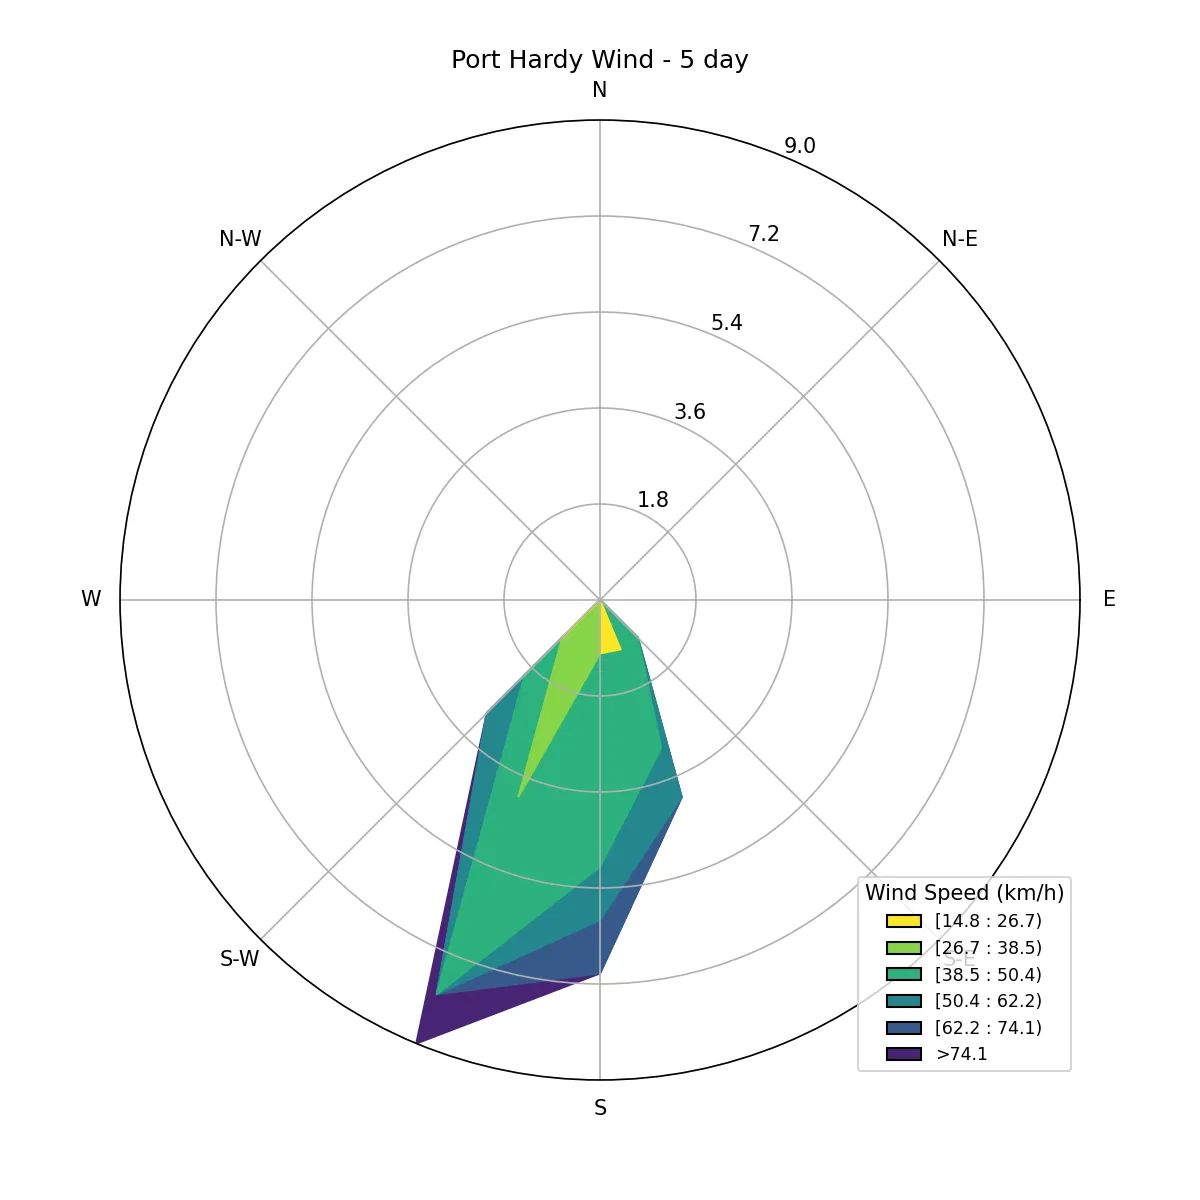 Port Hardy Wind - 5 day
N
9.0
N-W
N-E
7.2
5.4
3.6
1.8
W
E
Wind Speed (km/h)
[14.8 : 26.7)
[26.7 : 38.5)
S-W
S-E
[38.5 : 50.4)
[50.4 : 62.2)
[62.2 : 74.1)
>74.1
S